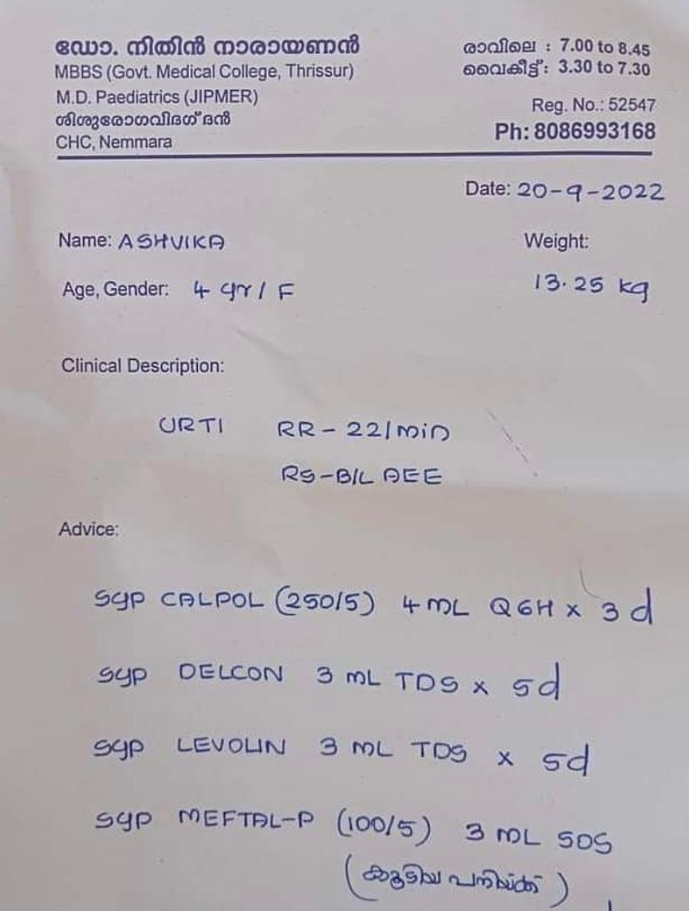 ഡോ. നിതിൻ നാരായണൻ
MBBS (Govt. Medical College, Thrissur)
M.D. Paediatrics (JIPMER)
ശിശുരോഗവിദഗ്ദ്ധൻ
CHC, Nemmara
രാവിലെ : 7.00 to 8.45
വൈകീട്ട് : 3.30 to 7.30
Reg. No.: 52547
Ph: 8086993168
Date: 20-9-2022
Name: ASHVIKA
Weight:
Age, Gender: 4 yr / F
13.25 kg
Clinical Description:
URTI RR - 22/min
RS - B/L AEE
Advice:
syp CALPOL (250/5) 4 mL Q6H x 3 d
syp DELCON 3 mL TDS x 5d
syp LEVOLIN 3 mL TDS x 5d
syp MEFTAL-P (100/5) 3 mL SOS
(കൂടിയ പനിയ്ക്ക്)